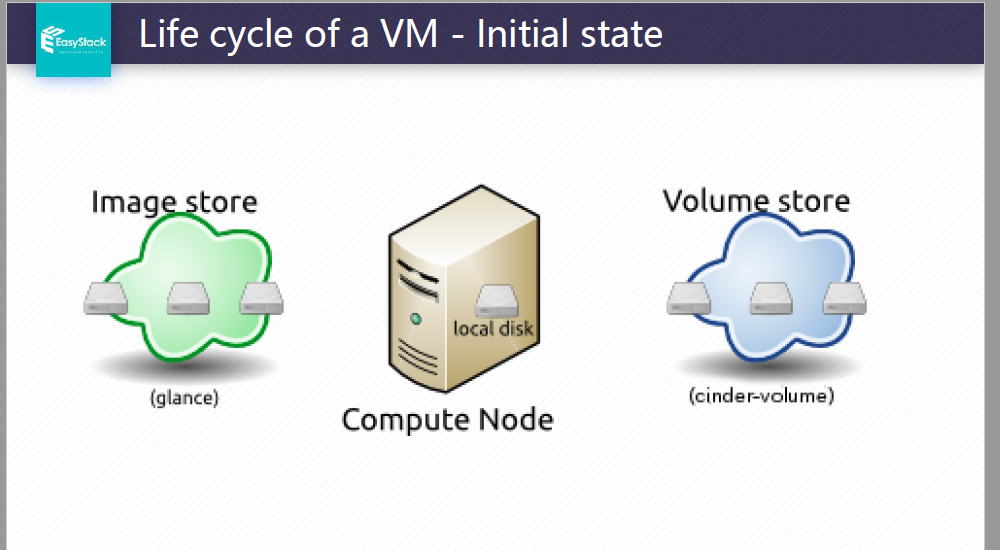 EasyStack
Life cycle of a VM - Initial state
Image store
Volume store
local disk
(glance)
(cinder-volume)
Compute Node